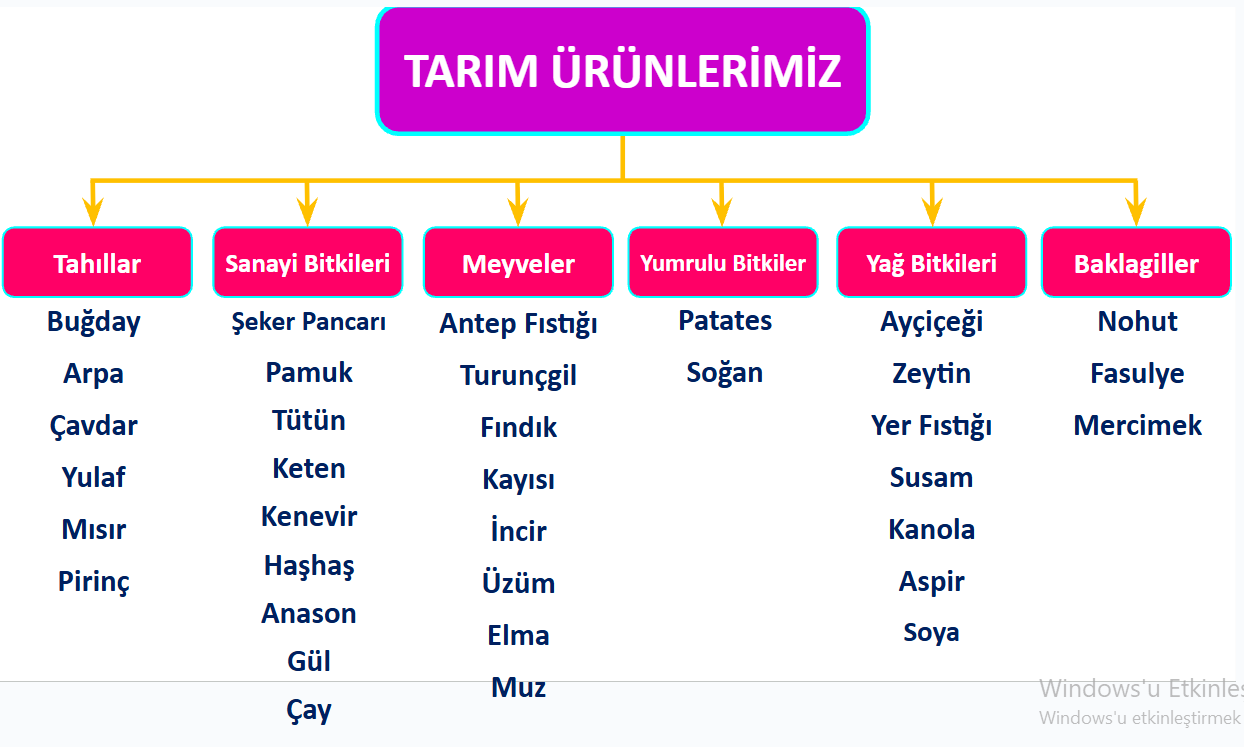 TARIM ÜRÜNLERİMİZ
Tahıllar
Buğday
Arpa
Çavdar
Yulaf
Mısır
Pirinç
Sanayi Bitkileri
Şeker Pancarı
Pamuk
Tütün
Keten
Kenevir
Haşhaş
Anason
Gül
Çay
Meyveler
Antep Fıstığı
Turunçgil
Fındık
Kayısı
İncir
Üzüm
Elma
Muz
Yumrulu Bitkiler
Patates
Soğan
Yağ Bitkileri
Ayçiçeği
Zeytin
Yer Fıstığı
Susam
Kanola
Aspir
Soya
Baklagiller
Nohut
Fasulye
Mercimek
Windows'u Etkinleş
Windows'u etkinleştirmek